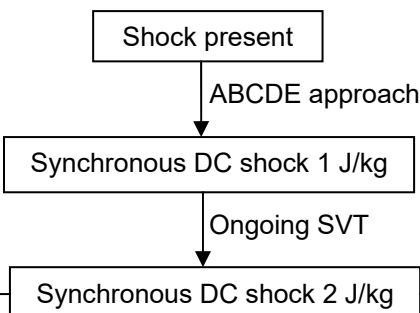 Shock present
ABCDE approach
Synchronous DC shock 1 J/kg
Ongoing SVT
Synchronous DC shock 2 J/kg